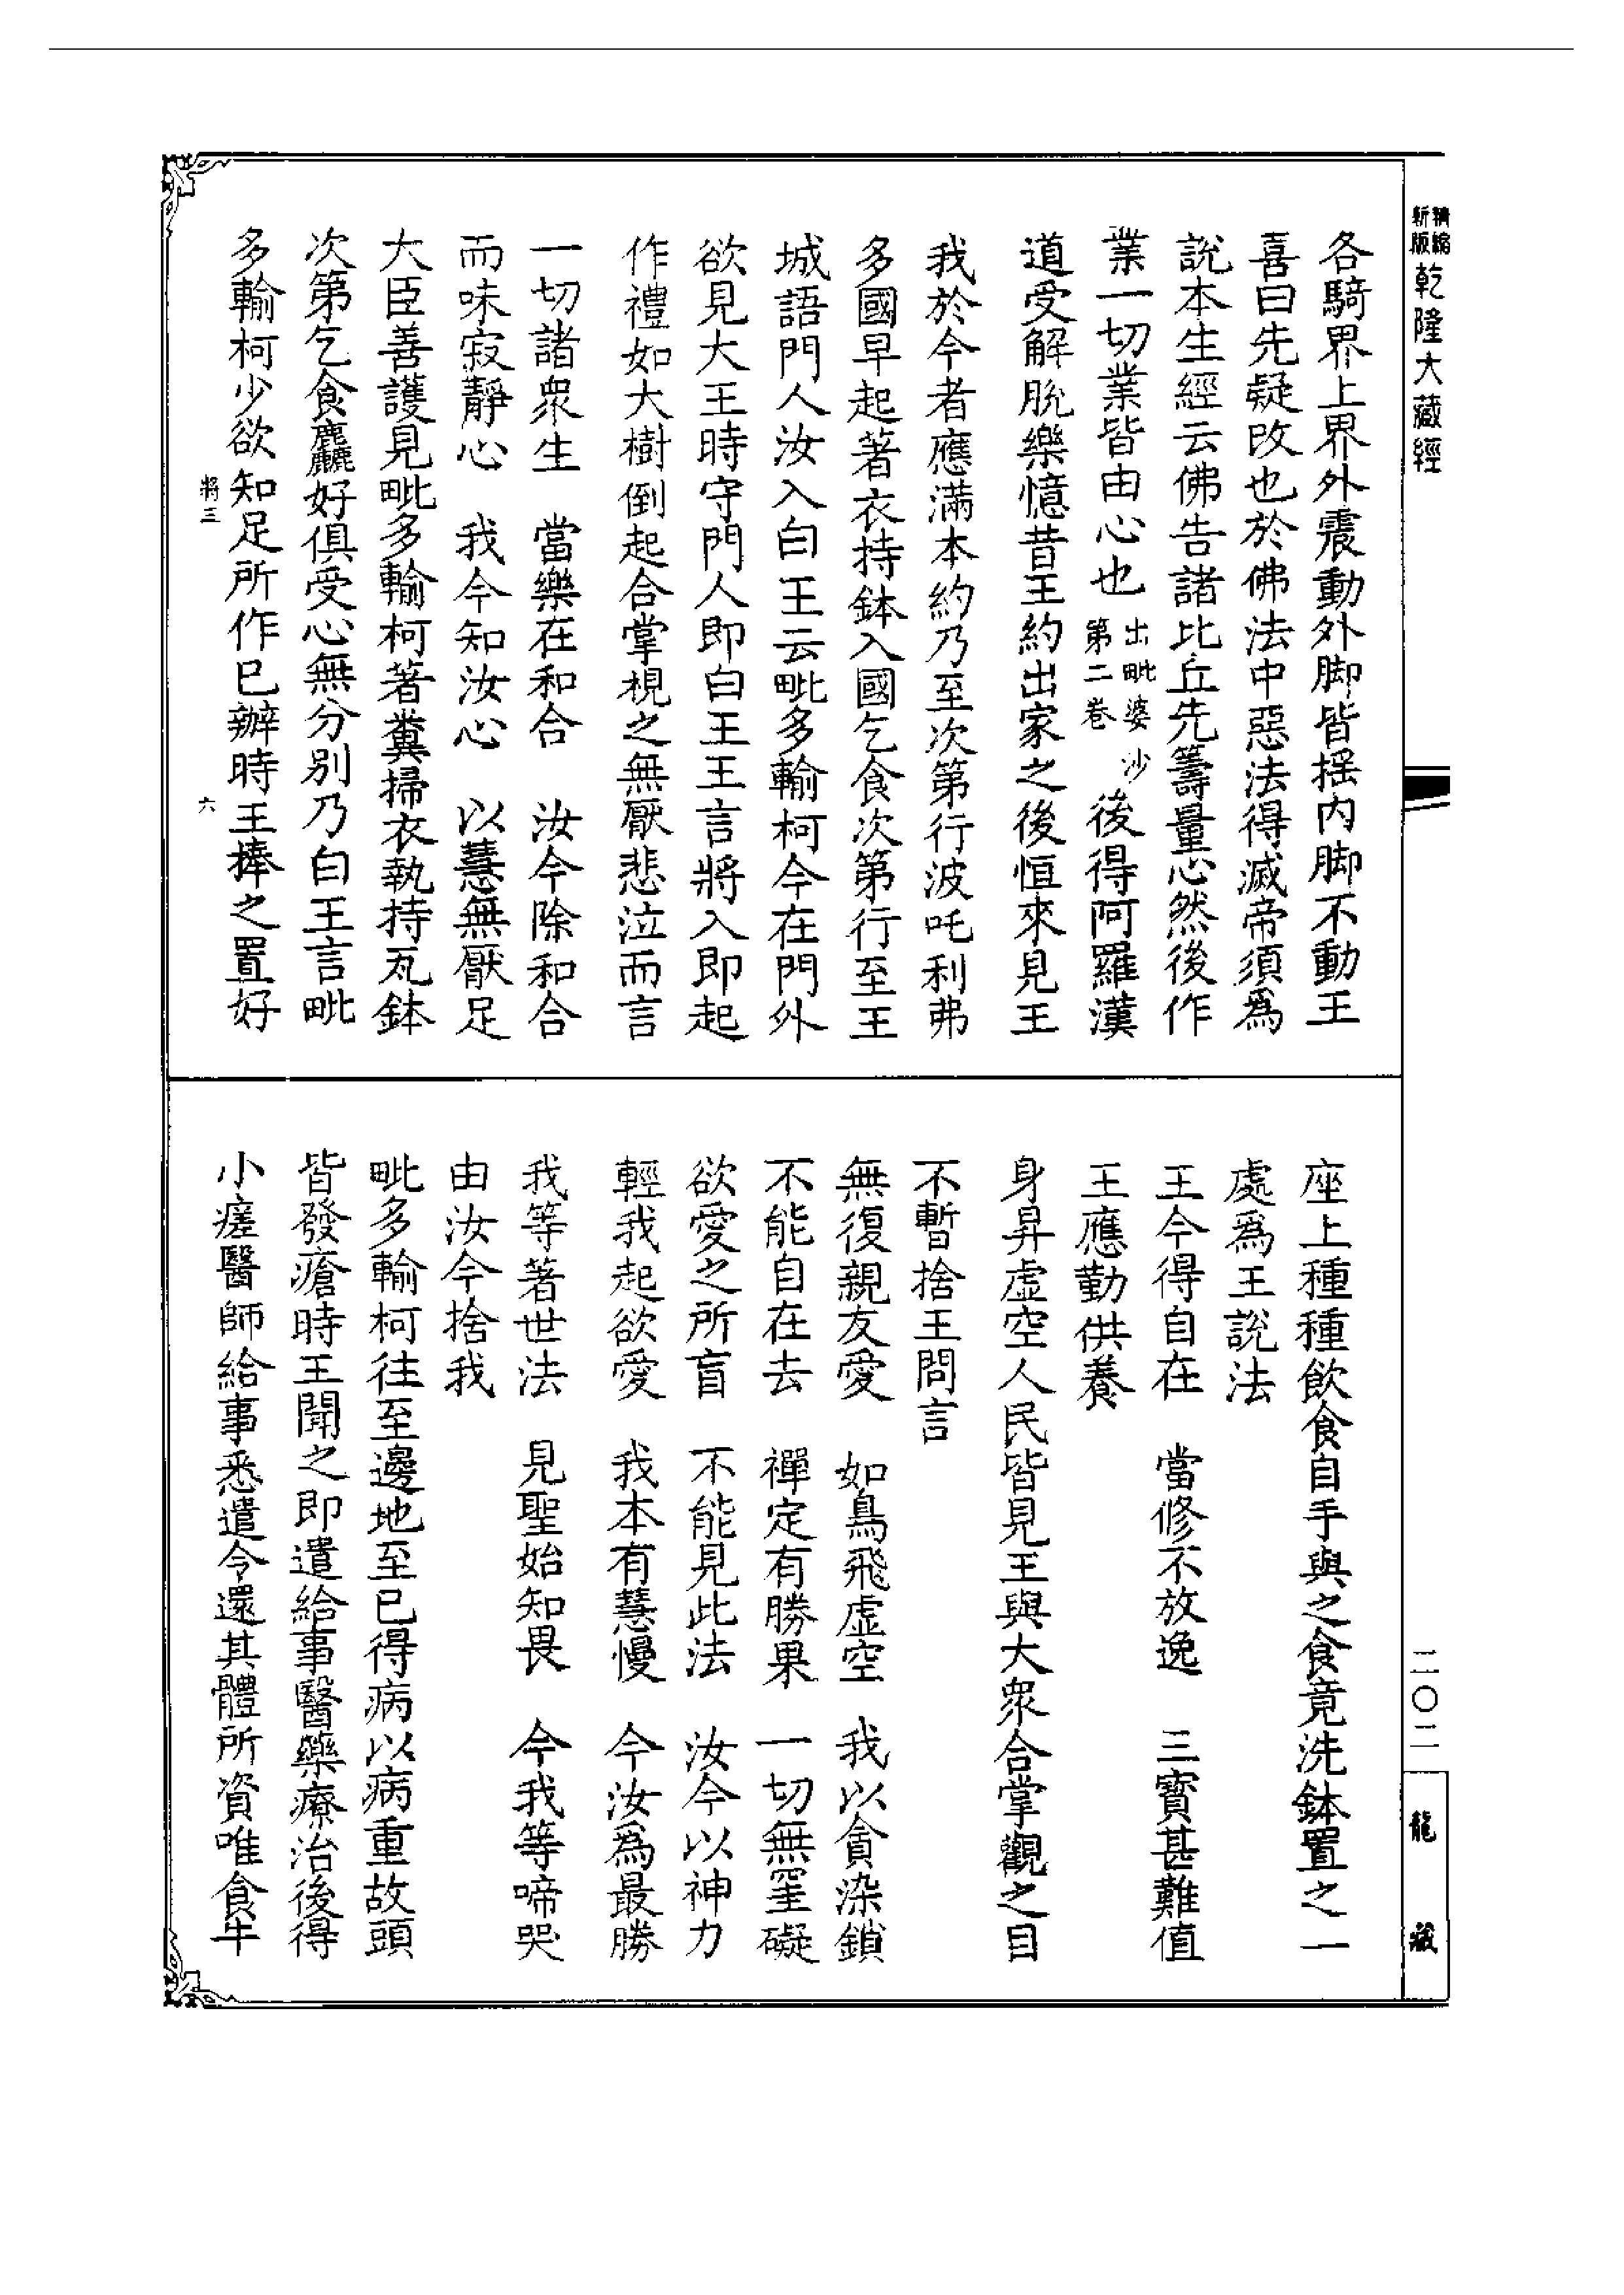 精縮新版乾隆大藏經
各騎界上界外震動外脚皆揺内脚不動王
喜曰先疑攺也於佛法中惡法得滅帝須爲
說本生經云佛告諸比丘先籌量心然後作
業一切業皆由心也出毗婆沙第二卷後得阿羅漢
道受解脫樂憶昔王約出家之後恒來見王
我於今者應滿本約乃至次第行波吒利弗
多國早起著衣持鉢入國乞食次第行至王
城語門人汝入白王云毗多輸柯今在門外
欲見大王時守門人即白王王言將入即起
作禮如大樹倒起合掌視之無厭悲泣而言
一切諸衆生　當樂在和合　汝今除和合
而味寂靜心　我今知汝心　以慧無厭足
大臣善護見毗多輸柯著糞掃衣執持瓦鉢
次第乞食麤好俱受心無分別乃白王言毗
多輸柯少欲知足所作已辦時王捧之置好
將三　六
座上種種飲食自手與之食竟洗鉢置之一
處爲王說法
王今得自在　當修不放逸　三寶甚難值
王應勤供養
身昇虛空人民皆見王與大衆合掌觀之目
不暫捨王問言
無復親友愛　如鳥飛虛空　我以貪染鎖
不能自在去　禪定有勝果　一切無罣礙
欲愛之所盲　不能見此法　汝今以神力
輕我起欲愛　我本有慧慢　今汝爲最勝
我等著世法　見聖始知畏　今我等啼哭
由汝今捨我
毗多輸柯往至邊地至已得病以病重故頭
皆發瘡時王聞之即遣給事醫藥療治後得
小瘥醫師給事悉遣令還其體所資唯食牛
二〇二
龍藏